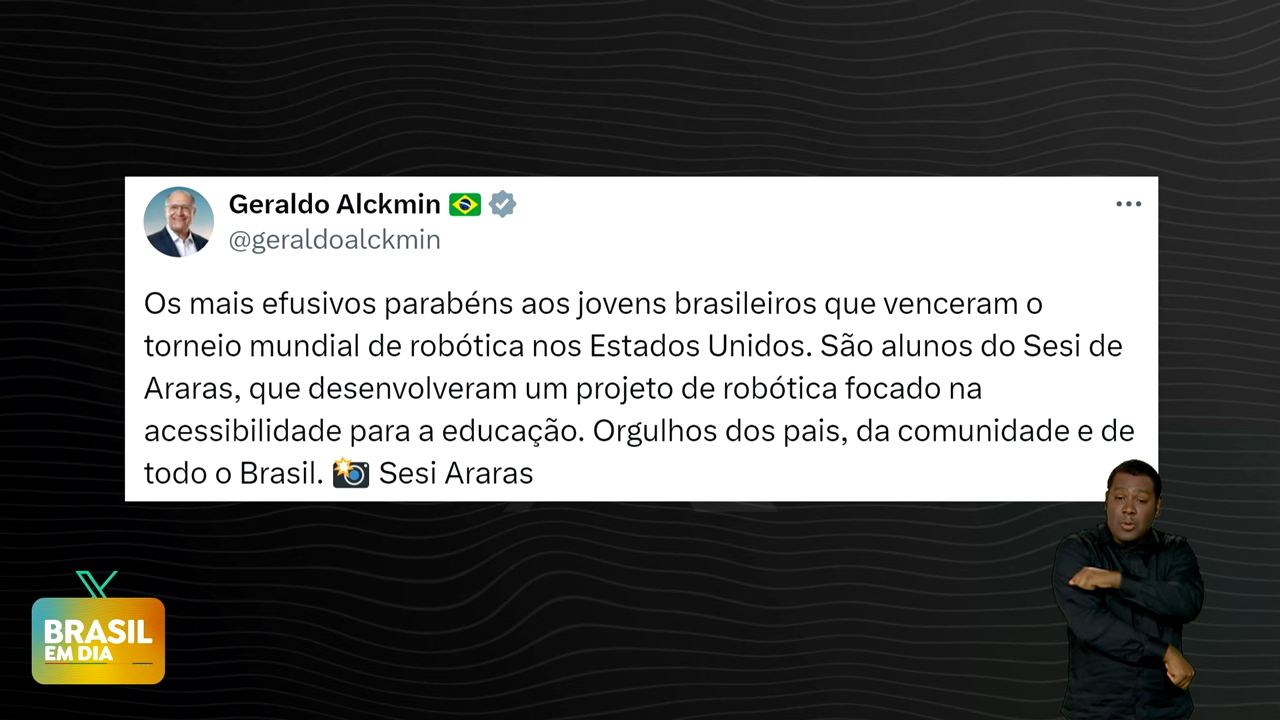 Geraldo Alckmin 🇧🇷
@geraldoalckmin
Os mais efusivos parabéns aos jovens brasileiros que venceram o
torneio mundial de robótica nos Estados Unidos. São alunos do Sesi de
Araras, que desenvolveram um projeto de robótica focado na
acessibilidade para a educação. Orgulhos dos pais, da comunidade e de
todo o Brasil. 📸 Sesi Araras
BRASIL
EM DIA